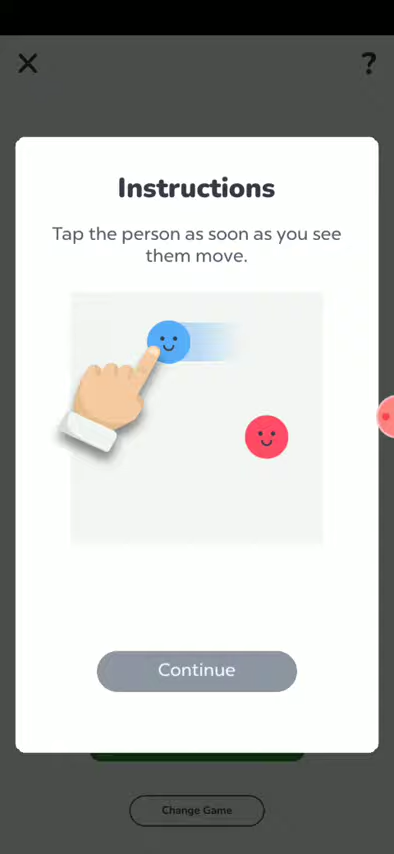 ?
Instructions
Tap the person as soon as you see
them move.
Continue
Change Game